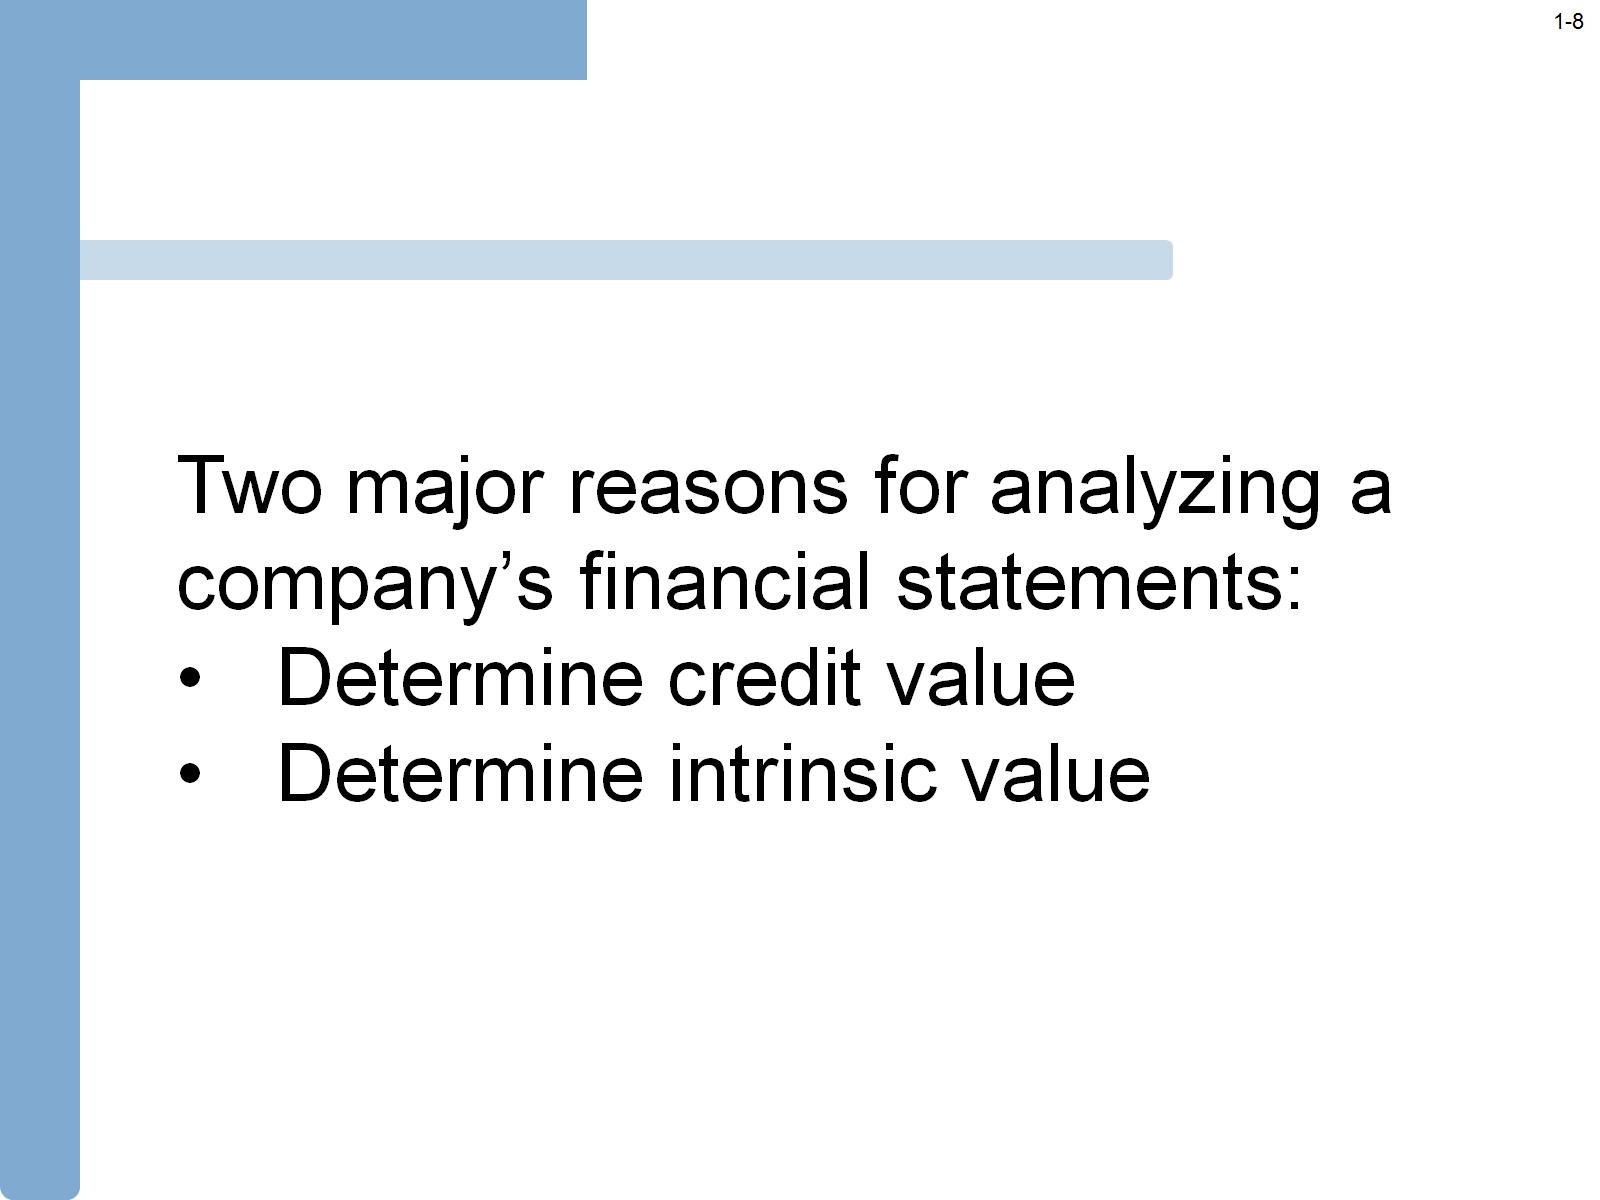 1-8
Two major reasons for analyzing a
company’s financial statements:
• Determine credit value
• Determine intrinsic value